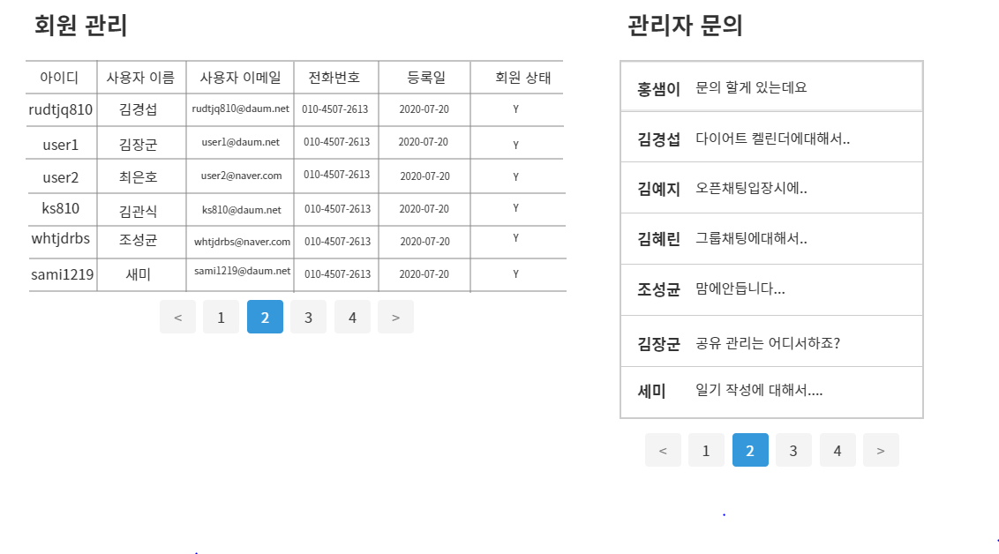 회원 관리
아이디 사용자 이름 사용자 이메일 전화번호 등록일 회원 상태
rudtjq810 김경섭 rudtjq810@daum.net 010-4507-2613 2020-07-20 Y
user1 김장군 user1@daum.net 010-4507-2613 2020-07-20 Y
user2 최은호 user2@naver.com 010-4507-2613 2020-07-20 Y
ks810 김관식 ks810@daum.net 010-4507-2613 2020-07-20 Y
whtjdrbs 조성균 whtjdrbs@naver.com 010-4507-2613 2020-07-20 Y
sami1219 새미 sami1219@daum.net 010-4507-2613 2020-07-20 Y
< 1 2 3 4 >
관리자 문의
홍샘이 문의 할게 있는데요
김경섭 다이어트 켈린더에대해서..
김예지 오픈채팅입장시에..
김혜린 그룹채팅에대해서..
조성균 맘에안듭니다...
김장군 공유 관리는 어디서하죠?
세미 일기 작성에 대해서....
< 1 2 3 4 >